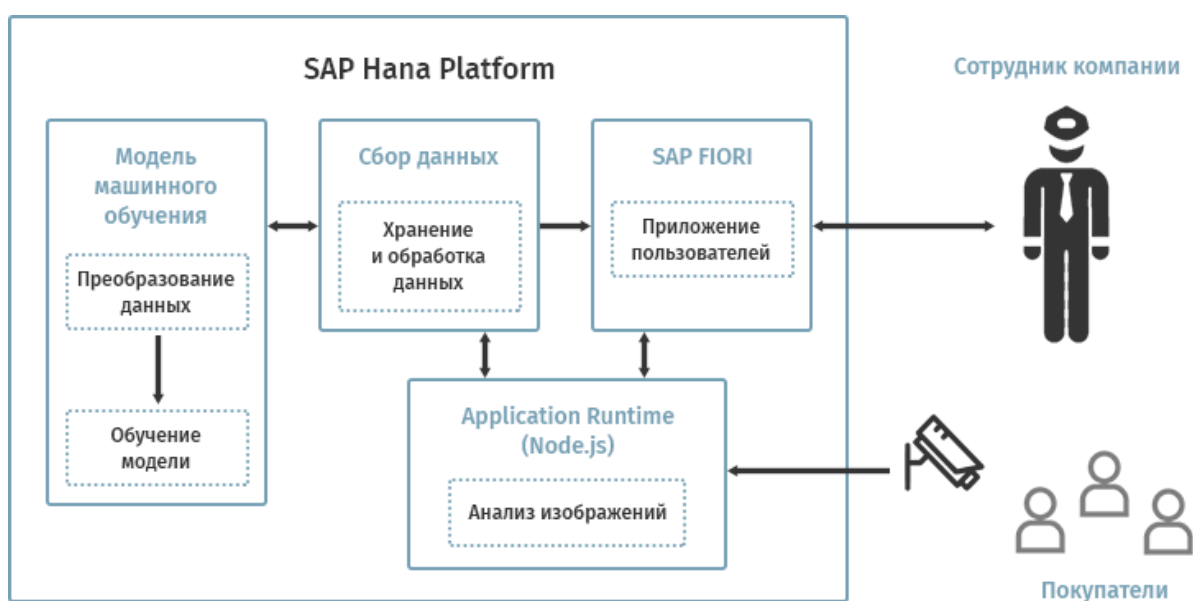 SAP Hana Platform
Сотрудник компании
Модель
машинного
обучения
Преобразование
данных
Обучение
модели
Сбор данных
Хранение
и обработка
данных
SAP FIORI
Приложение
пользователей
Application Runtime
(Node.js)
Анализ изображений
Покупатели